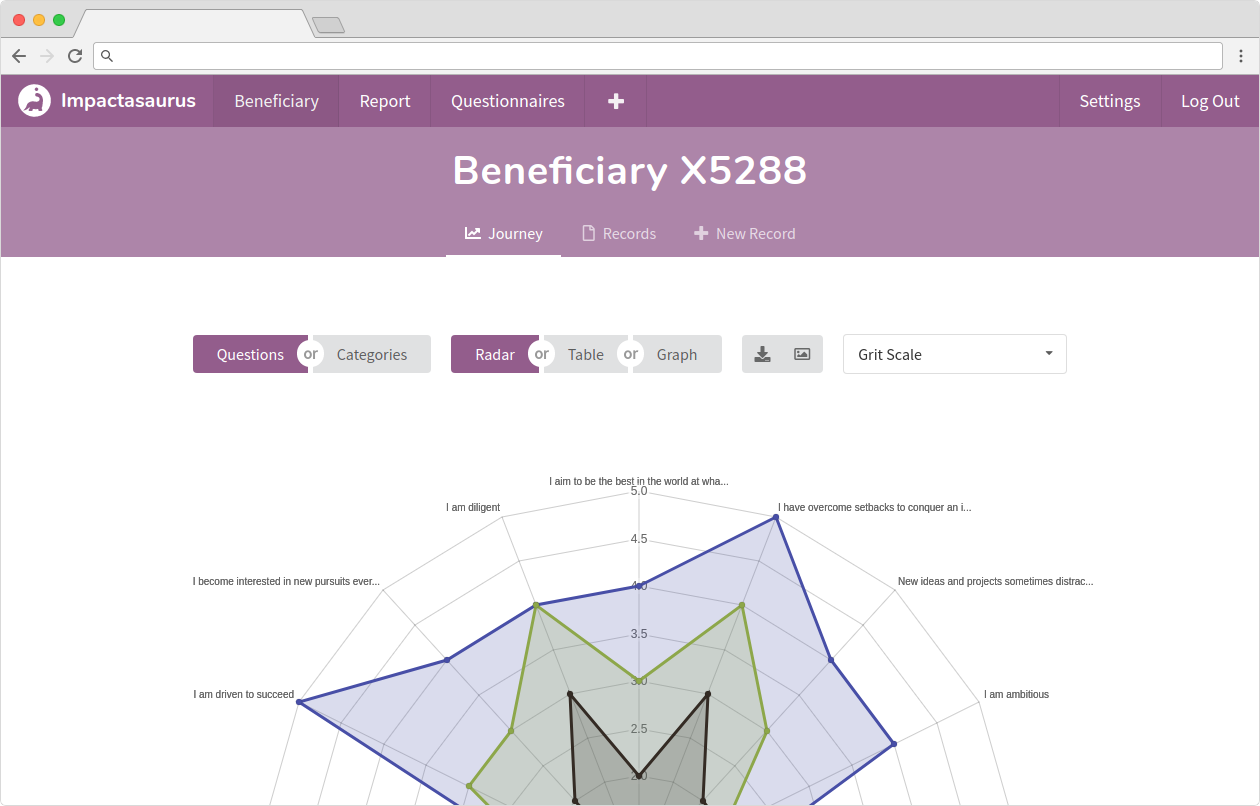 Impactasaurus Beneficiary Report Questionnaires Settings Log Out
Beneficiary X5288
Journey Records New Record
Questions or Categories Radar or Table or Graph Grit Scale
I aim to be the best in the world at wha...
5.0
I am diligent
I have overcome setbacks to conquer an i...
4.5
I become interested in new pursuits ever...
4.0
New ideas and projects sometimes distrac...
3.5
3.0
I am driven to succeed
I am ambitious
2.5
2.0